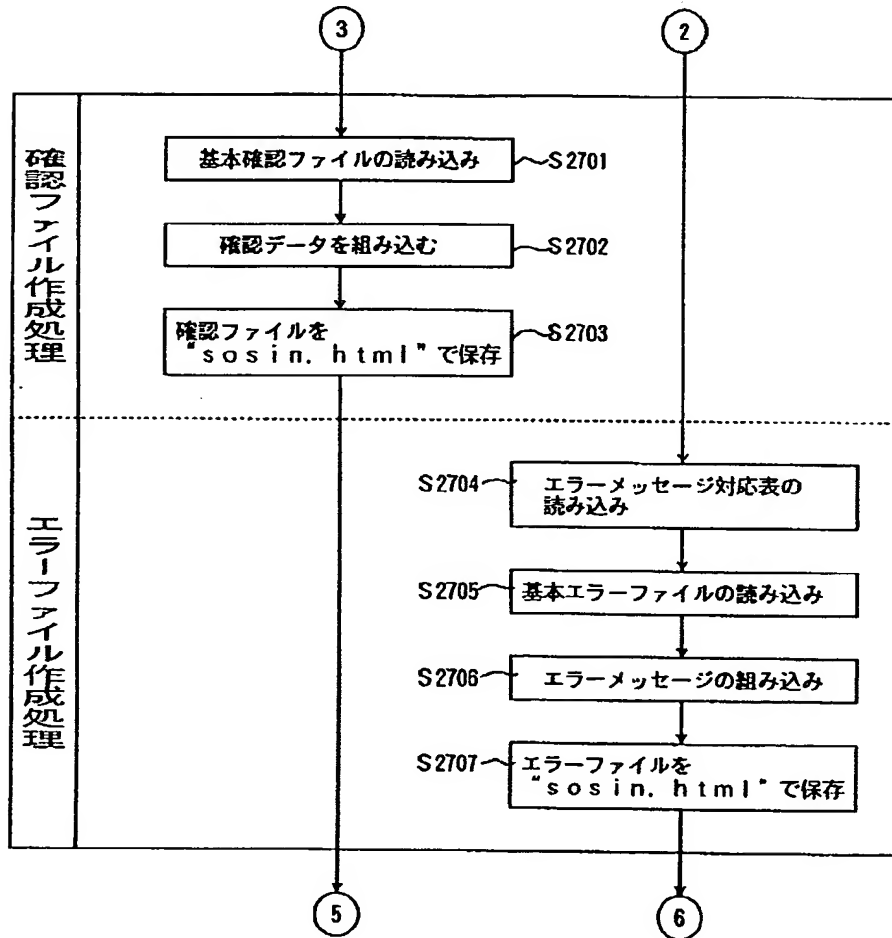 3
2
確認ファイル作成処理
基本確認ファイルの読み込み
S2701
確認データを組み込む
S2702
確認ファイルを
“sosin.html”で保存
S2703
エラーファイル作成処理
S2704
エラーメッセージ対応表の
読み込み
S2705
基本エラーファイルの読み込み
S2706
エラーメッセージの組み込み
S2707
エラーファイルを
“sosin.html”で保存
5
6